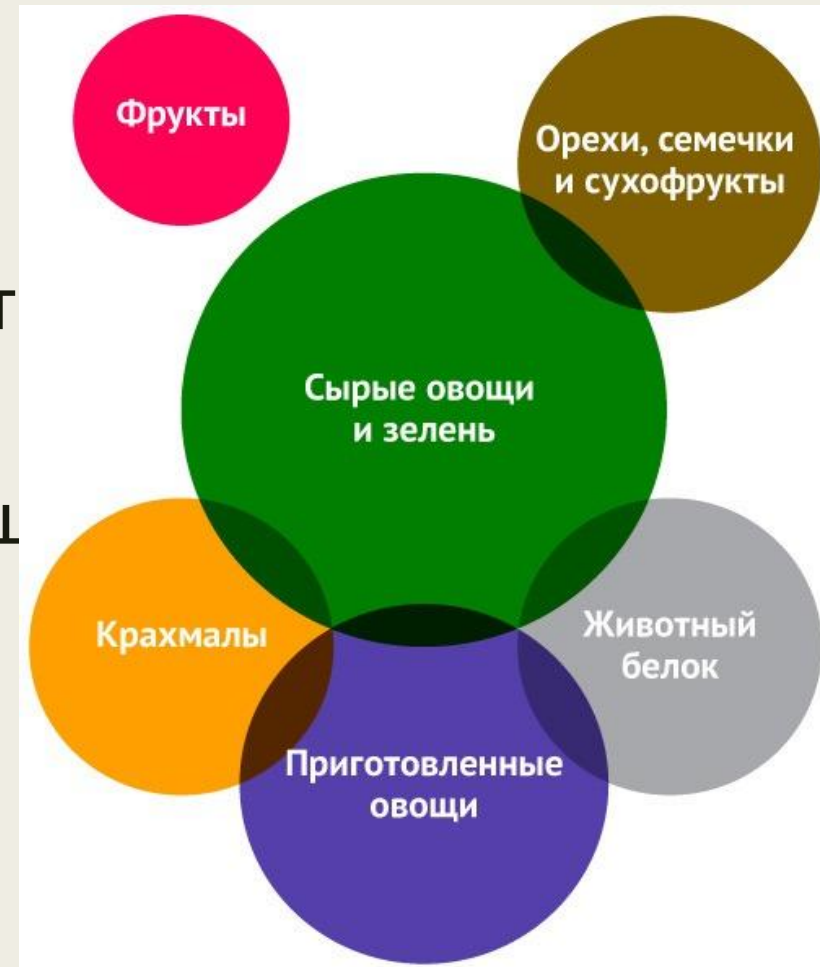 Фрукты
Орехи, семечки
и сухофрукты
Сырые овощи
и зелень
Крахмалы
Животный
белок
Приготовленные
овощи